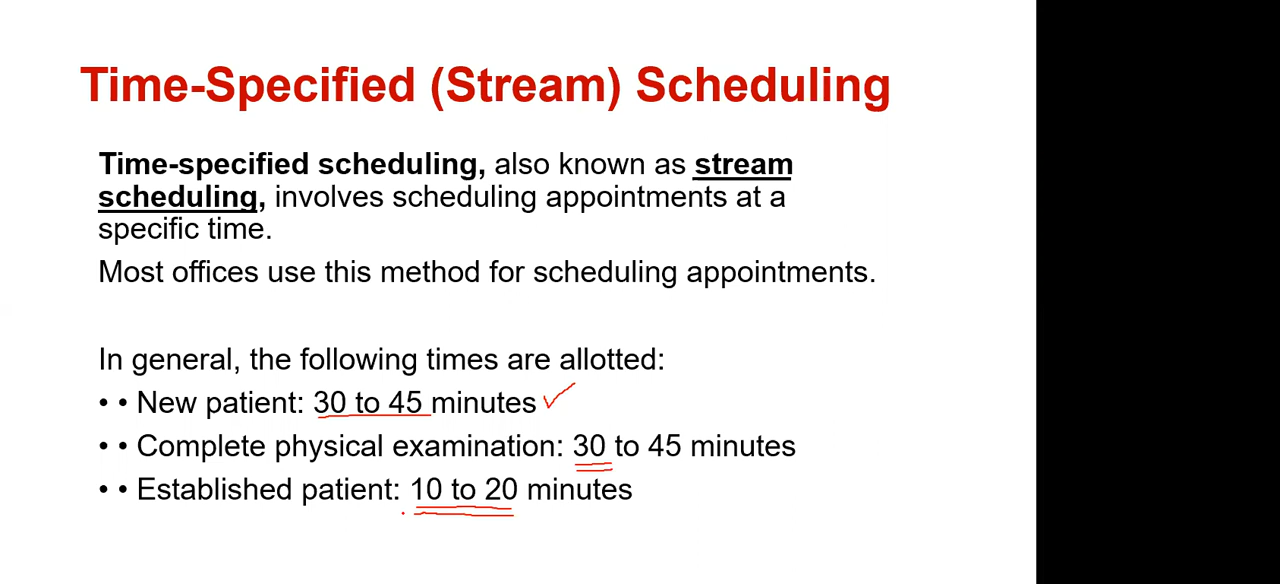 Time-Specified (Stream) Scheduling
Time-specified scheduling, also known as stream
scheduling, involves scheduling appointments at a
specific time.
Most offices use this method for scheduling appointments.
In general, the following times are allotted:
• • New patient: 30 to 45 minutes
• • Complete physical examination: 30 to 45 minutes
• • Established patient: 10 to 20 minutes